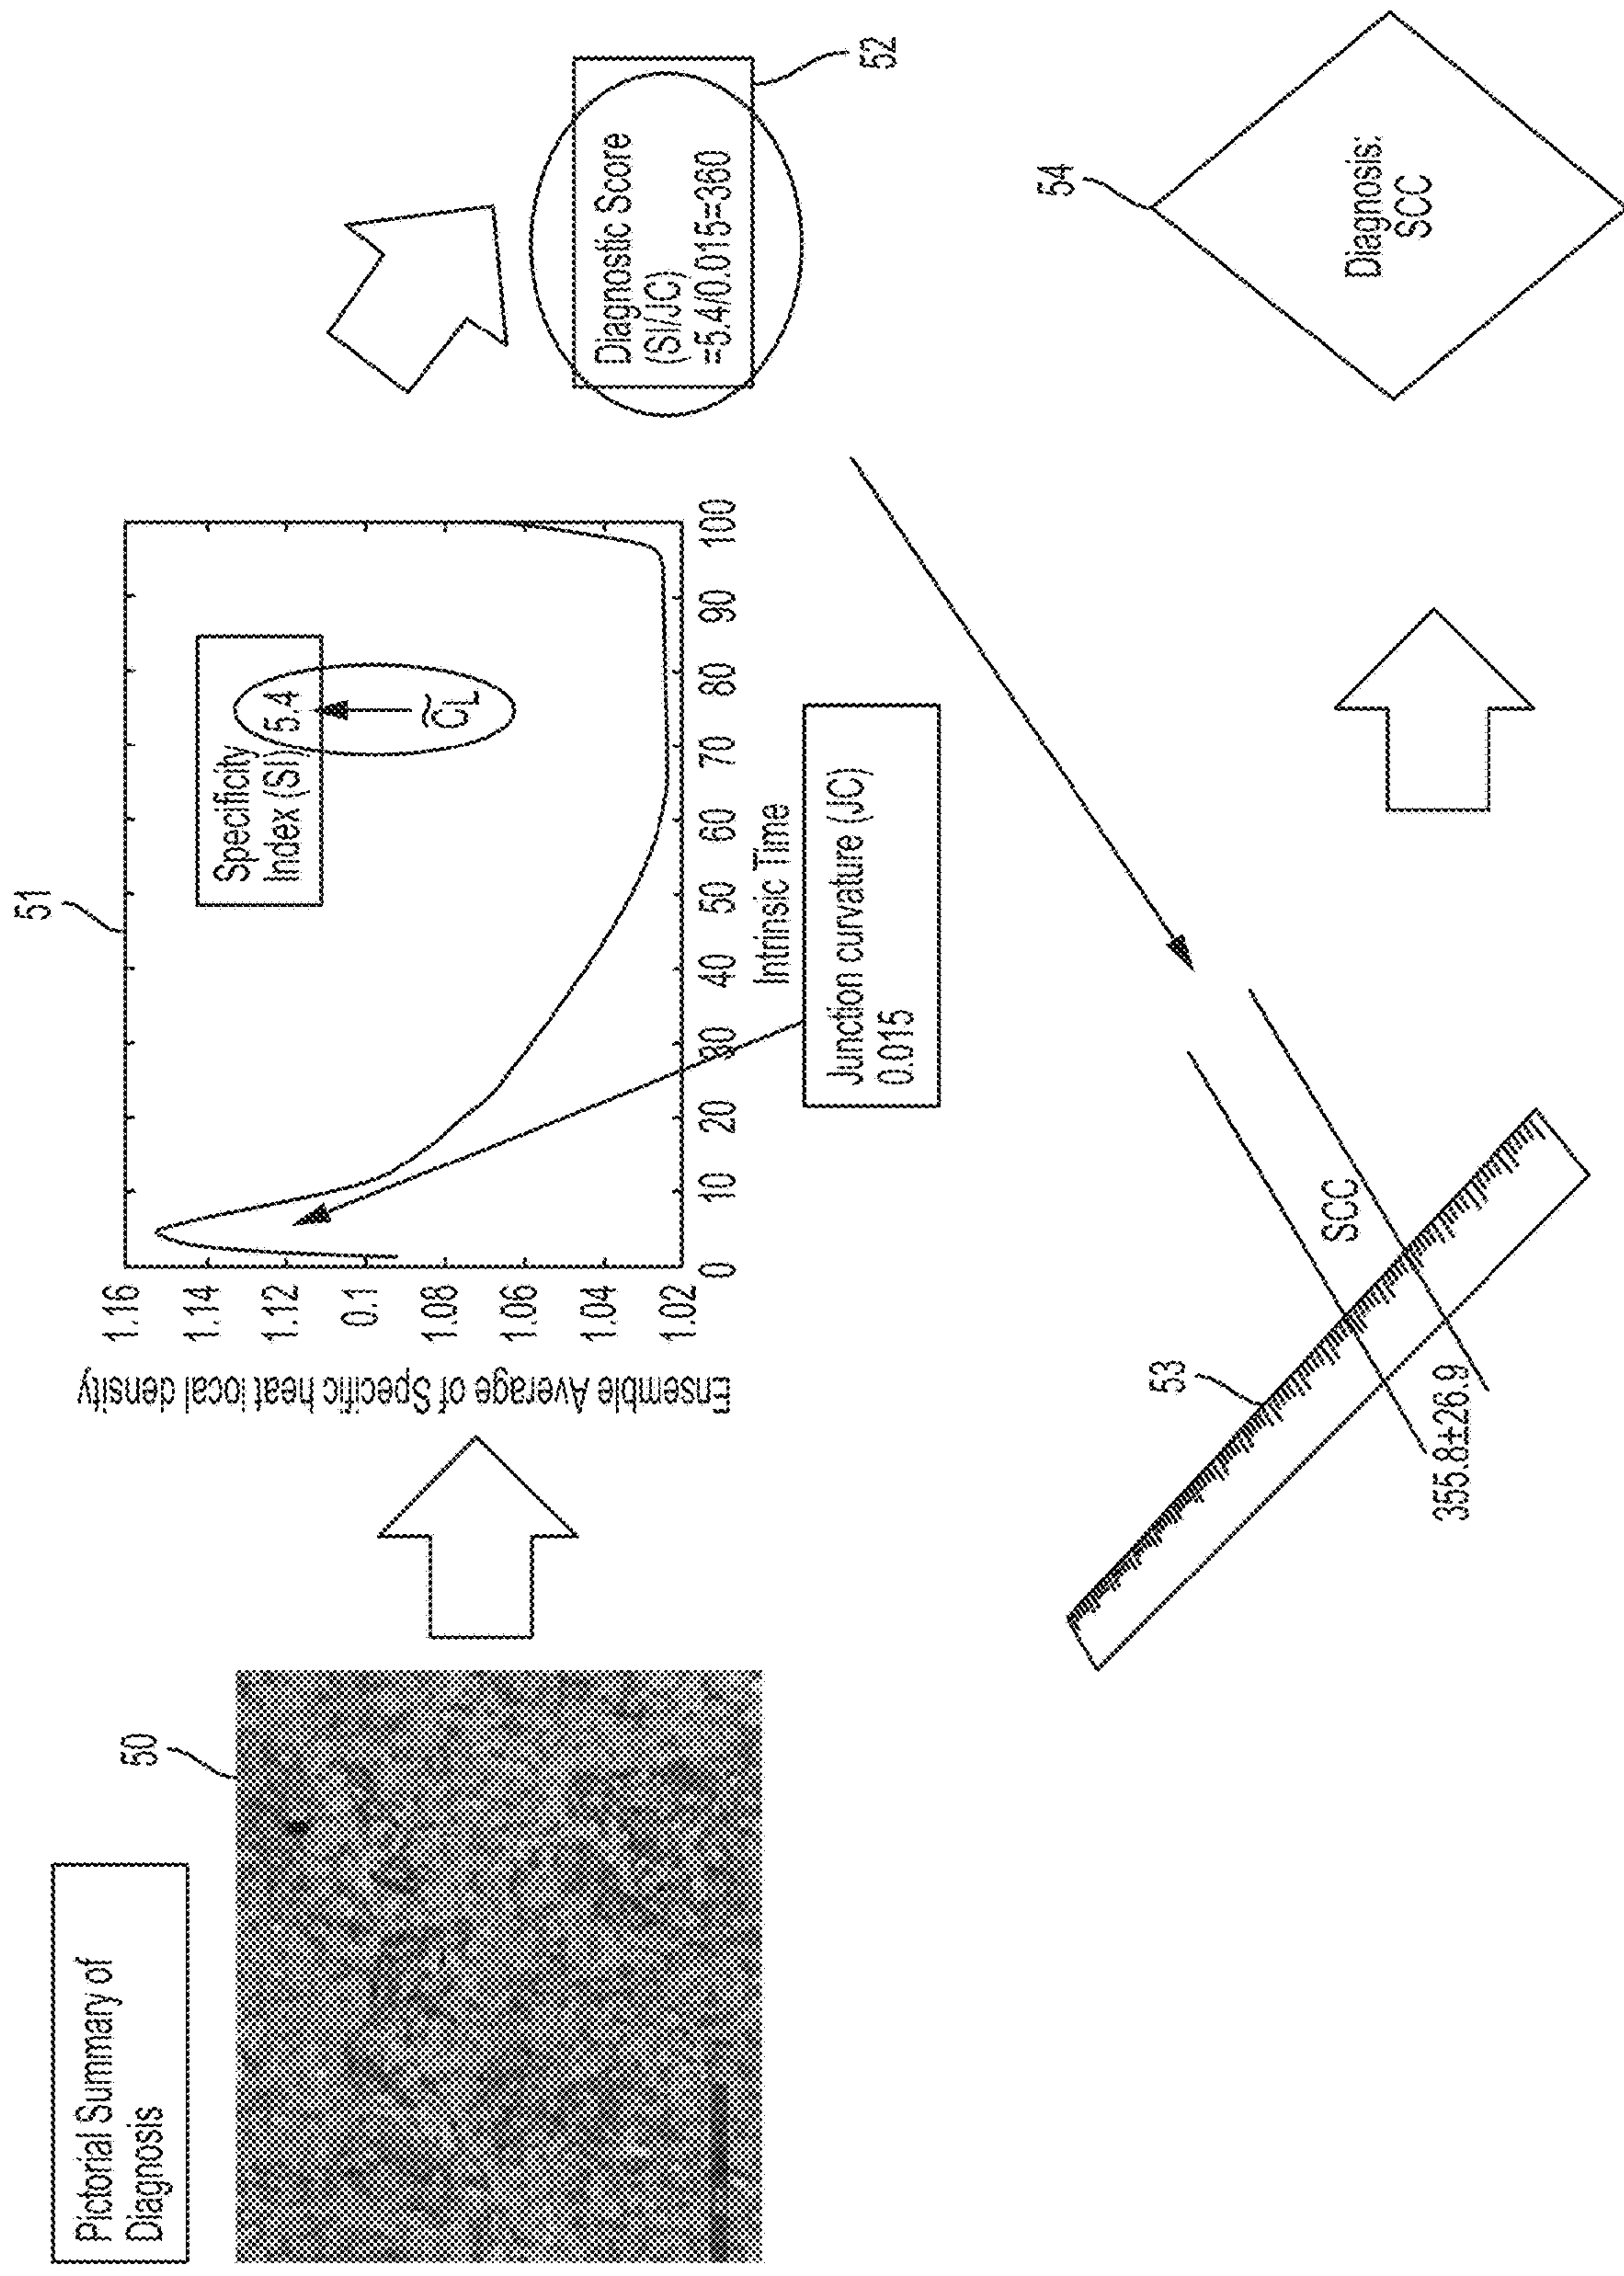 Pictorial Summary of
Diagnosis
50
51
Ensemble Average of Specific heat local density
1.16
1.14
1.12
0.1
1.08
1.06
1.04
1.02
0 10 20 30 40 50 60 70 80 90 100
Intrinsic Time
Specificity
Index (SI) 5.4
C̃L
Junction curvature (JC)
0.015
Diagnostic Score
(SI/JC)
=5.4/0.015=360
52
53
SCC
355.8±26.9
54
Diagnosis:
SCC